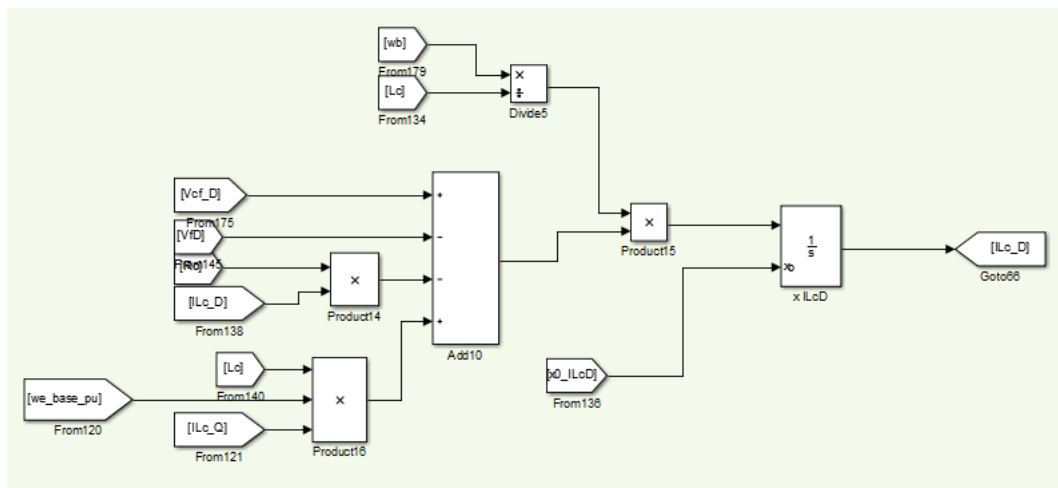 [wb]
From179
[Lc]
From134
×
÷
Divide5
[Vcf_D]
From175
[VfD]
[ILc_D]
From138
×
Product14
+
−
−
+
Add10
×
Product15
1
s
xo
x ILcD
[ILc_D]
Goto66
[x0_ILcD]
From136
[Lc]
From140
[we_base_pu]
From120
[ILc_Q]
From121
×
Product16